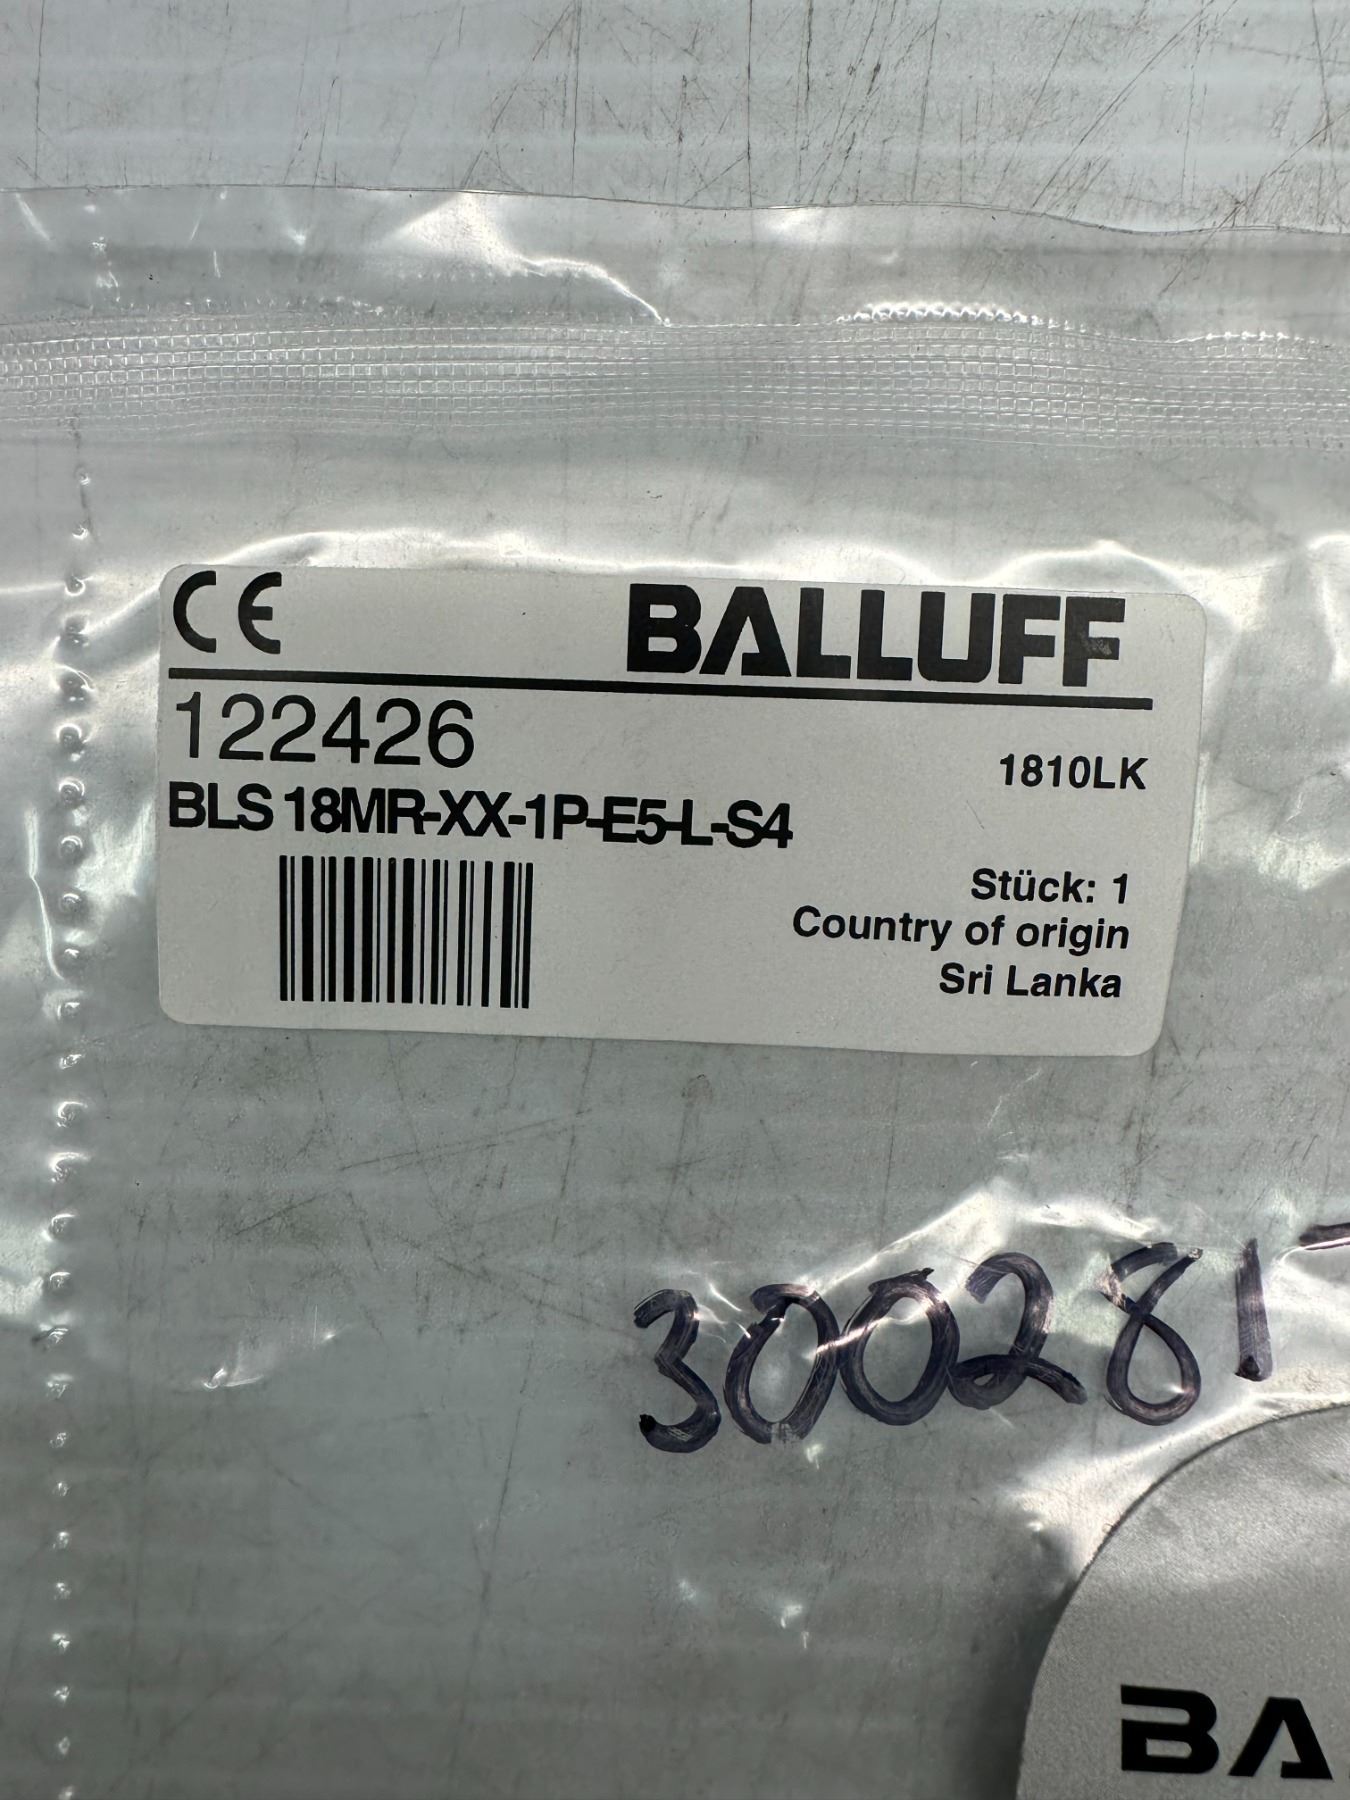 CE BALLUFF
122426
1810LK
BLS 18MR-XX-1P-E5-L-S4
Stück: 1
Country of origin
Sri Lanka
300281
BA